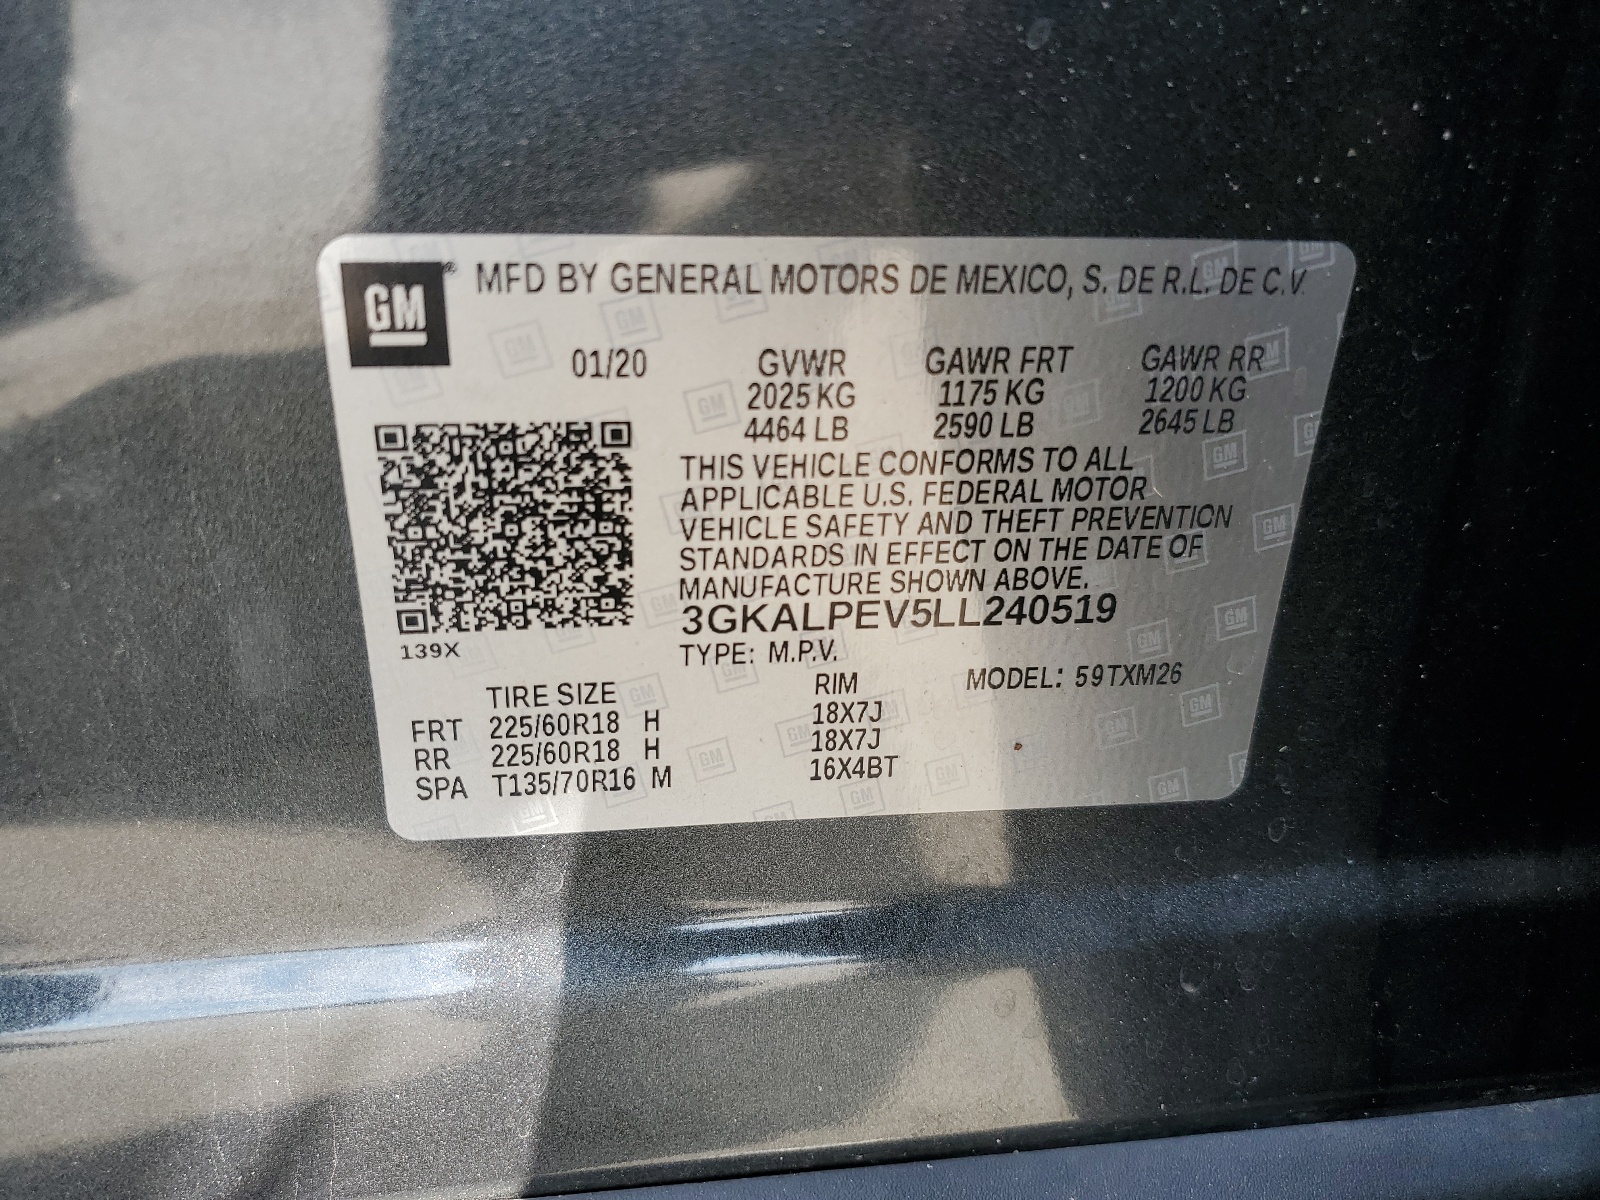 GM® MFD BY GENERAL MOTORS DE MEXICO, S. DE R.L. DE C.V.
01/20 GVWR GAWR FRT GAWR RR
2025 KG 1175 KG 1200 KG
4464 LB 2590 LB 2645 LB
THIS VEHICLE CONFORMS TO ALL
APPLICABLE U.S. FEDERAL MOTOR
VEHICLE SAFETY AND THEFT PREVENTION
STANDARDS IN EFFECT ON THE DATE OF
MANUFACTURE SHOWN ABOVE.
3GKALPEV5LL240519
139X TYPE: M.P.V.
TIRE SIZE RIM MODEL: 59TXM26
FRT 225/60R18 H 18X7J
RR 225/60R18 H 18X7J
SPA T135/70R16 M 16X4BT